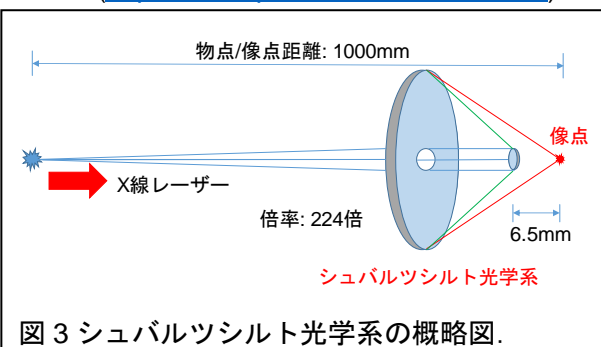 物点/像点距離: 1000mm
像点
X線レーザー
倍率: 224倍
6.5mm
シュバルツシルト光学系
図 3 シュバルツシルト光学系の概略図.